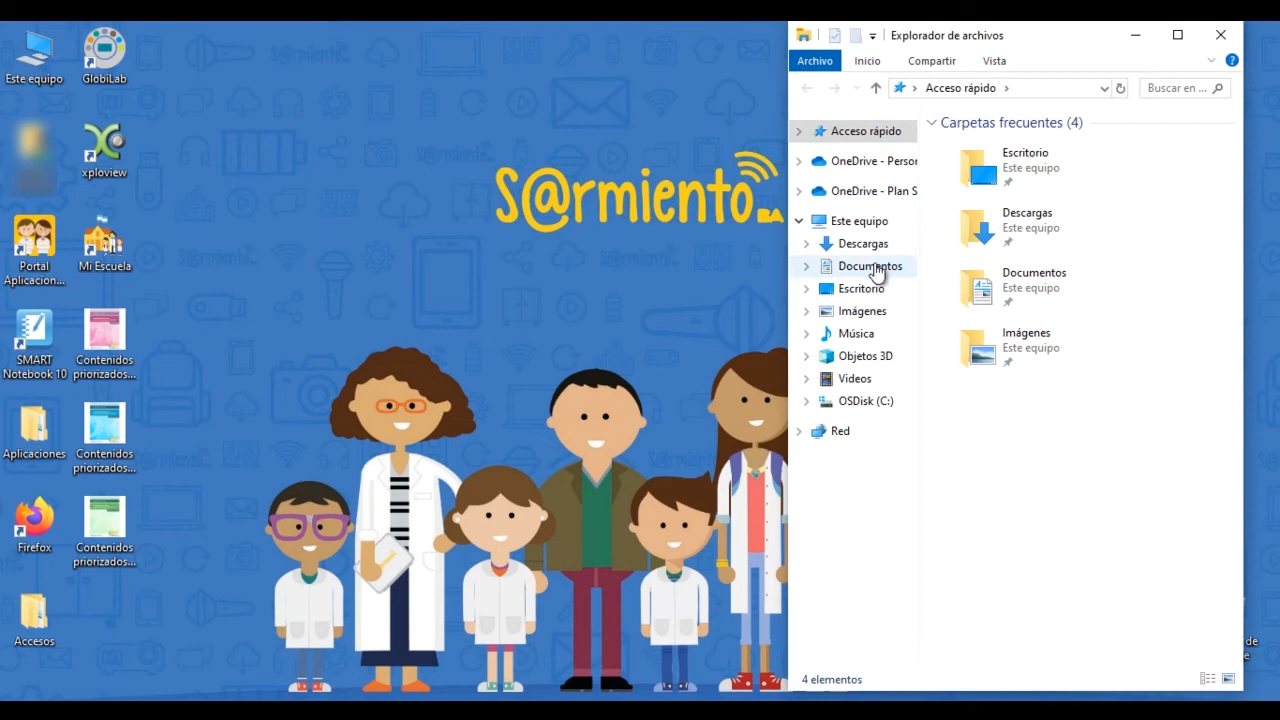 Este equipo
GlobiLab
xploview
Portal
Aplicacion...
Mi Escuela
SMART
Notebook 10
Contenidos
priorizados...
Aplicaciones
Contenidos
priorizados...
Firefox
Contenidos
priorizados...
Accesos
S@rmiento
BA
Explorador de archivos
Archivo
Inicio
Compartir
Vista
Acceso rápido
Buscar en ...
Acceso rápido
OneDrive - Person
OneDrive - Plan S
Este equipo
Descargas
Documentos
Escritorio
Imágenes
Música
Objetos 3D
Videos
OSDisk (C:)
Red
Carpetas frecuentes (4)
Escritorio
Este equipo
Descargas
Este equipo
Documentos
Este equipo
Imágenes
Este equipo
4 elementos
de
e